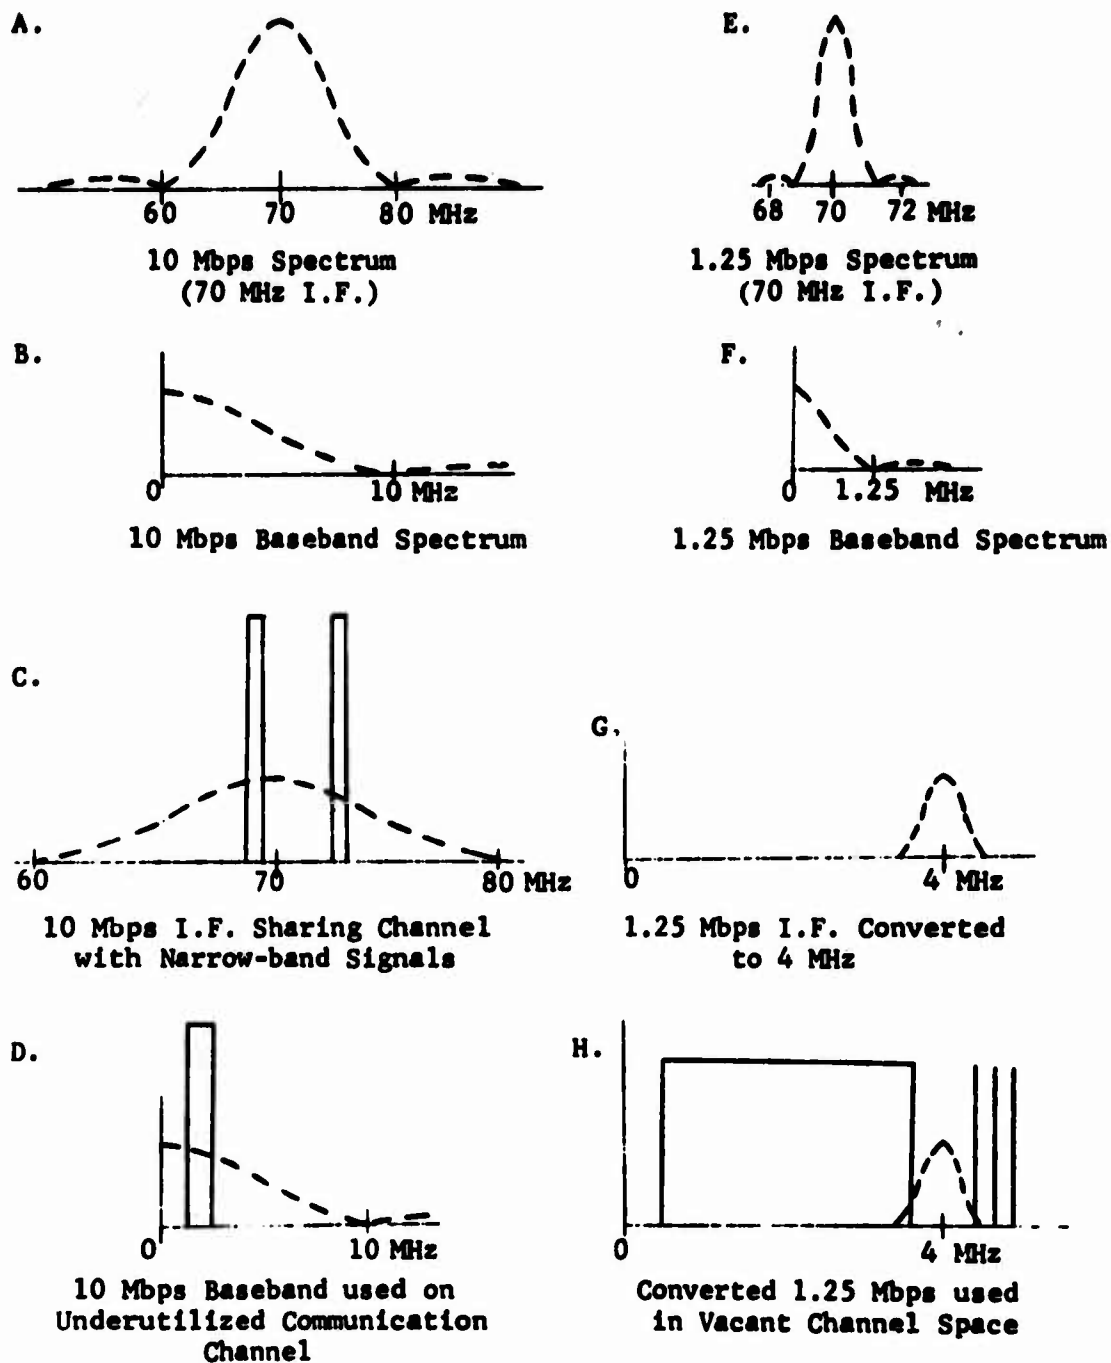 A.
60 70 80 MHz
10 Mbps Spectrum
(70 MHz I.F.)
E.
68 70 72 MHz
1.25 Mbps Spectrum
(70 MHz I.F.)
B.
0 10 MHz
10 Mbps Baseband Spectrum
F.
0 1.25 MHz
1.25 Mbps Baseband Spectrum
C.
60 70 80 MHz
10 Mbps I.F. Sharing Channel
with Narrow-band Signals
G.
0 4 MHz
1.25 Mbps I.F. Converted
to 4 MHz
D.
0 10 MHz
10 Mbps Baseband used on
Underutilized Communication
Channel
H.
0 4 MHz
Converted 1.25 Mbps used
in Vacant Channel Space